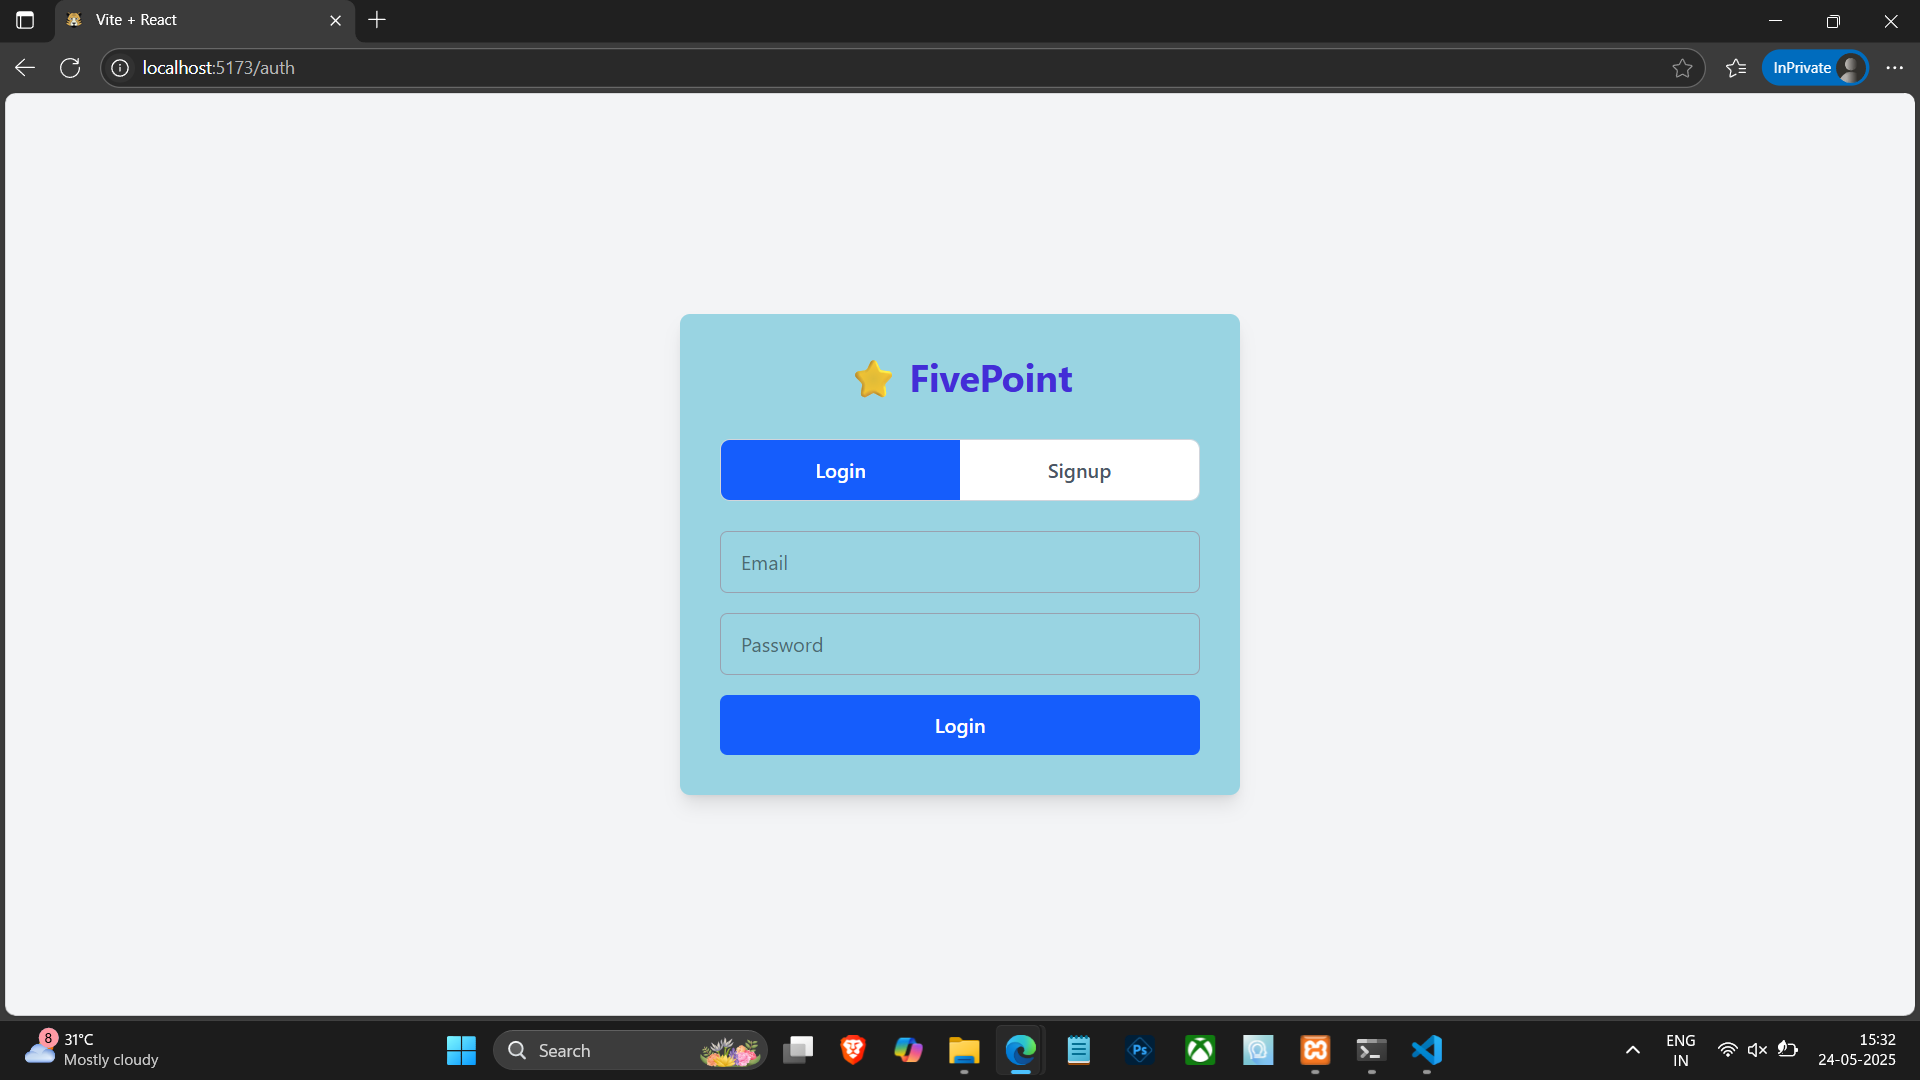 Vite + React
localhost:5173/auth
InPrivate
FivePoint
Login
Signup
Email
Password
Login
8
31°C
Mostly cloudy
Search
Ps
ENG
IN
15:32
24-05-2025